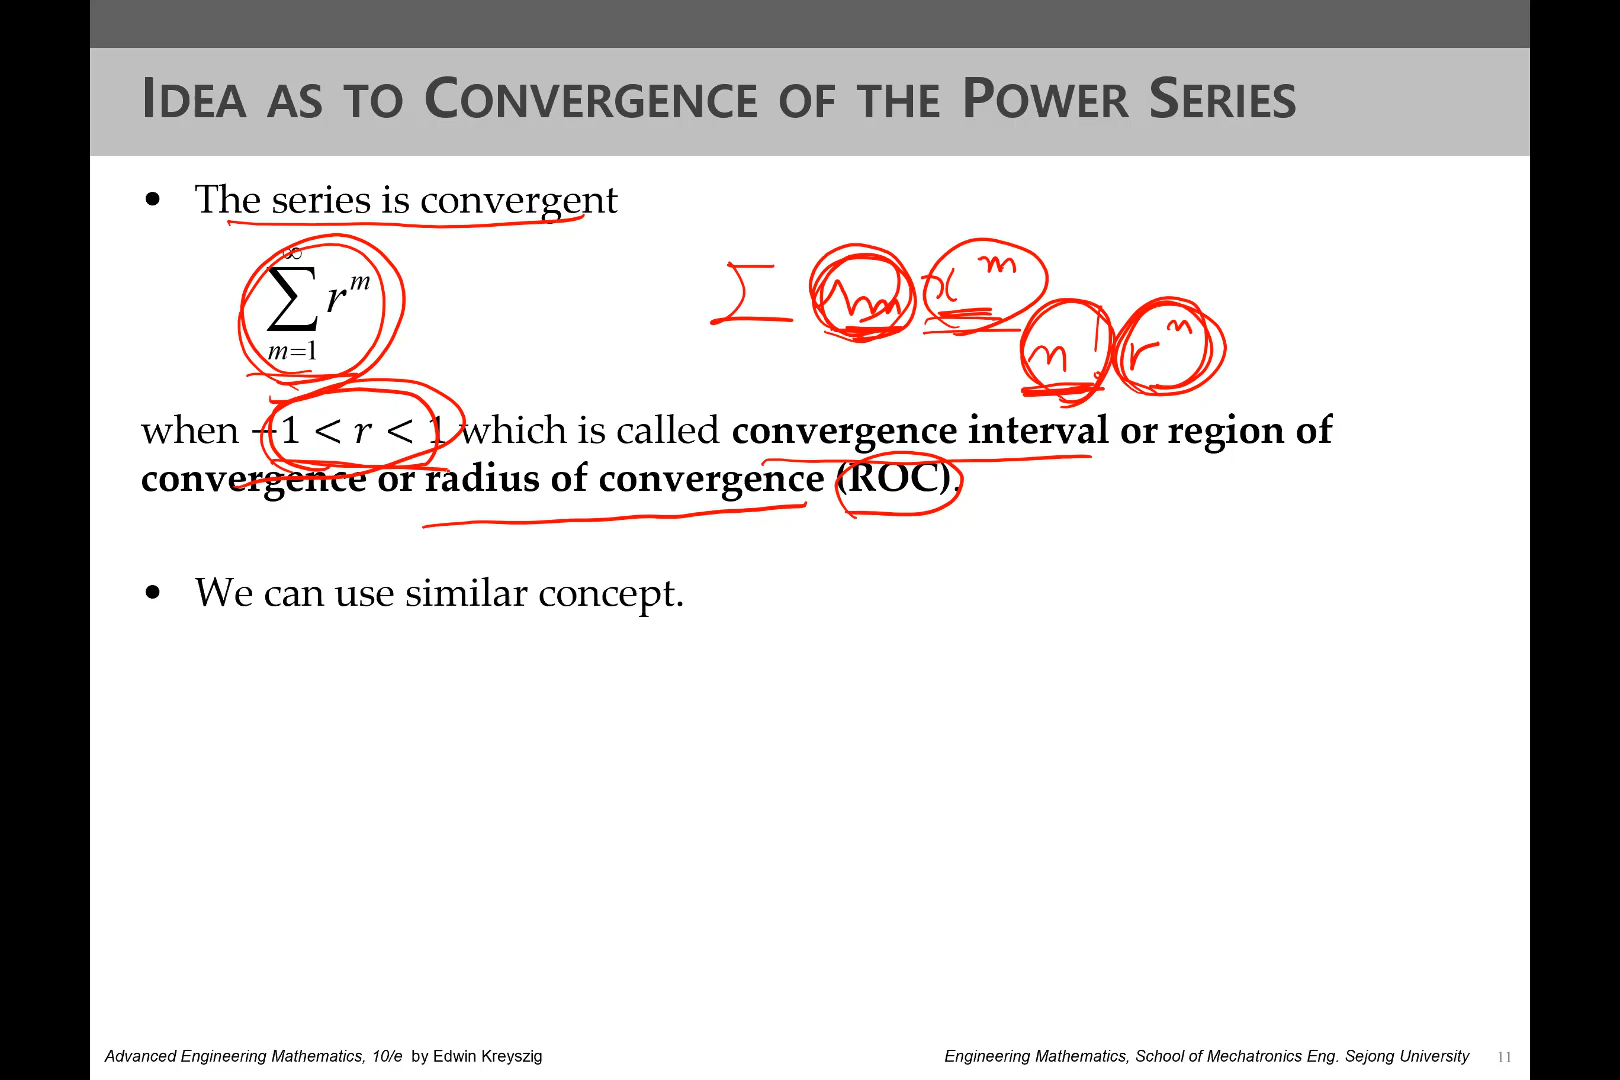 IDEA AS TO CONVERGENCE OF THE POWER SERIES
• The series is convergent
∞
∑ r^m
m=1
∑ x^m
n! r^n
when −1 < r < 1 which is called convergence interval or region of
convergence or radius of convergence (ROC).
• We can use similar concept.
Advanced Engineering Mathematics, 10/e by Edwin Kreyszig
Engineering Mathematics, School of Mechatronics Eng. Sejong University 11